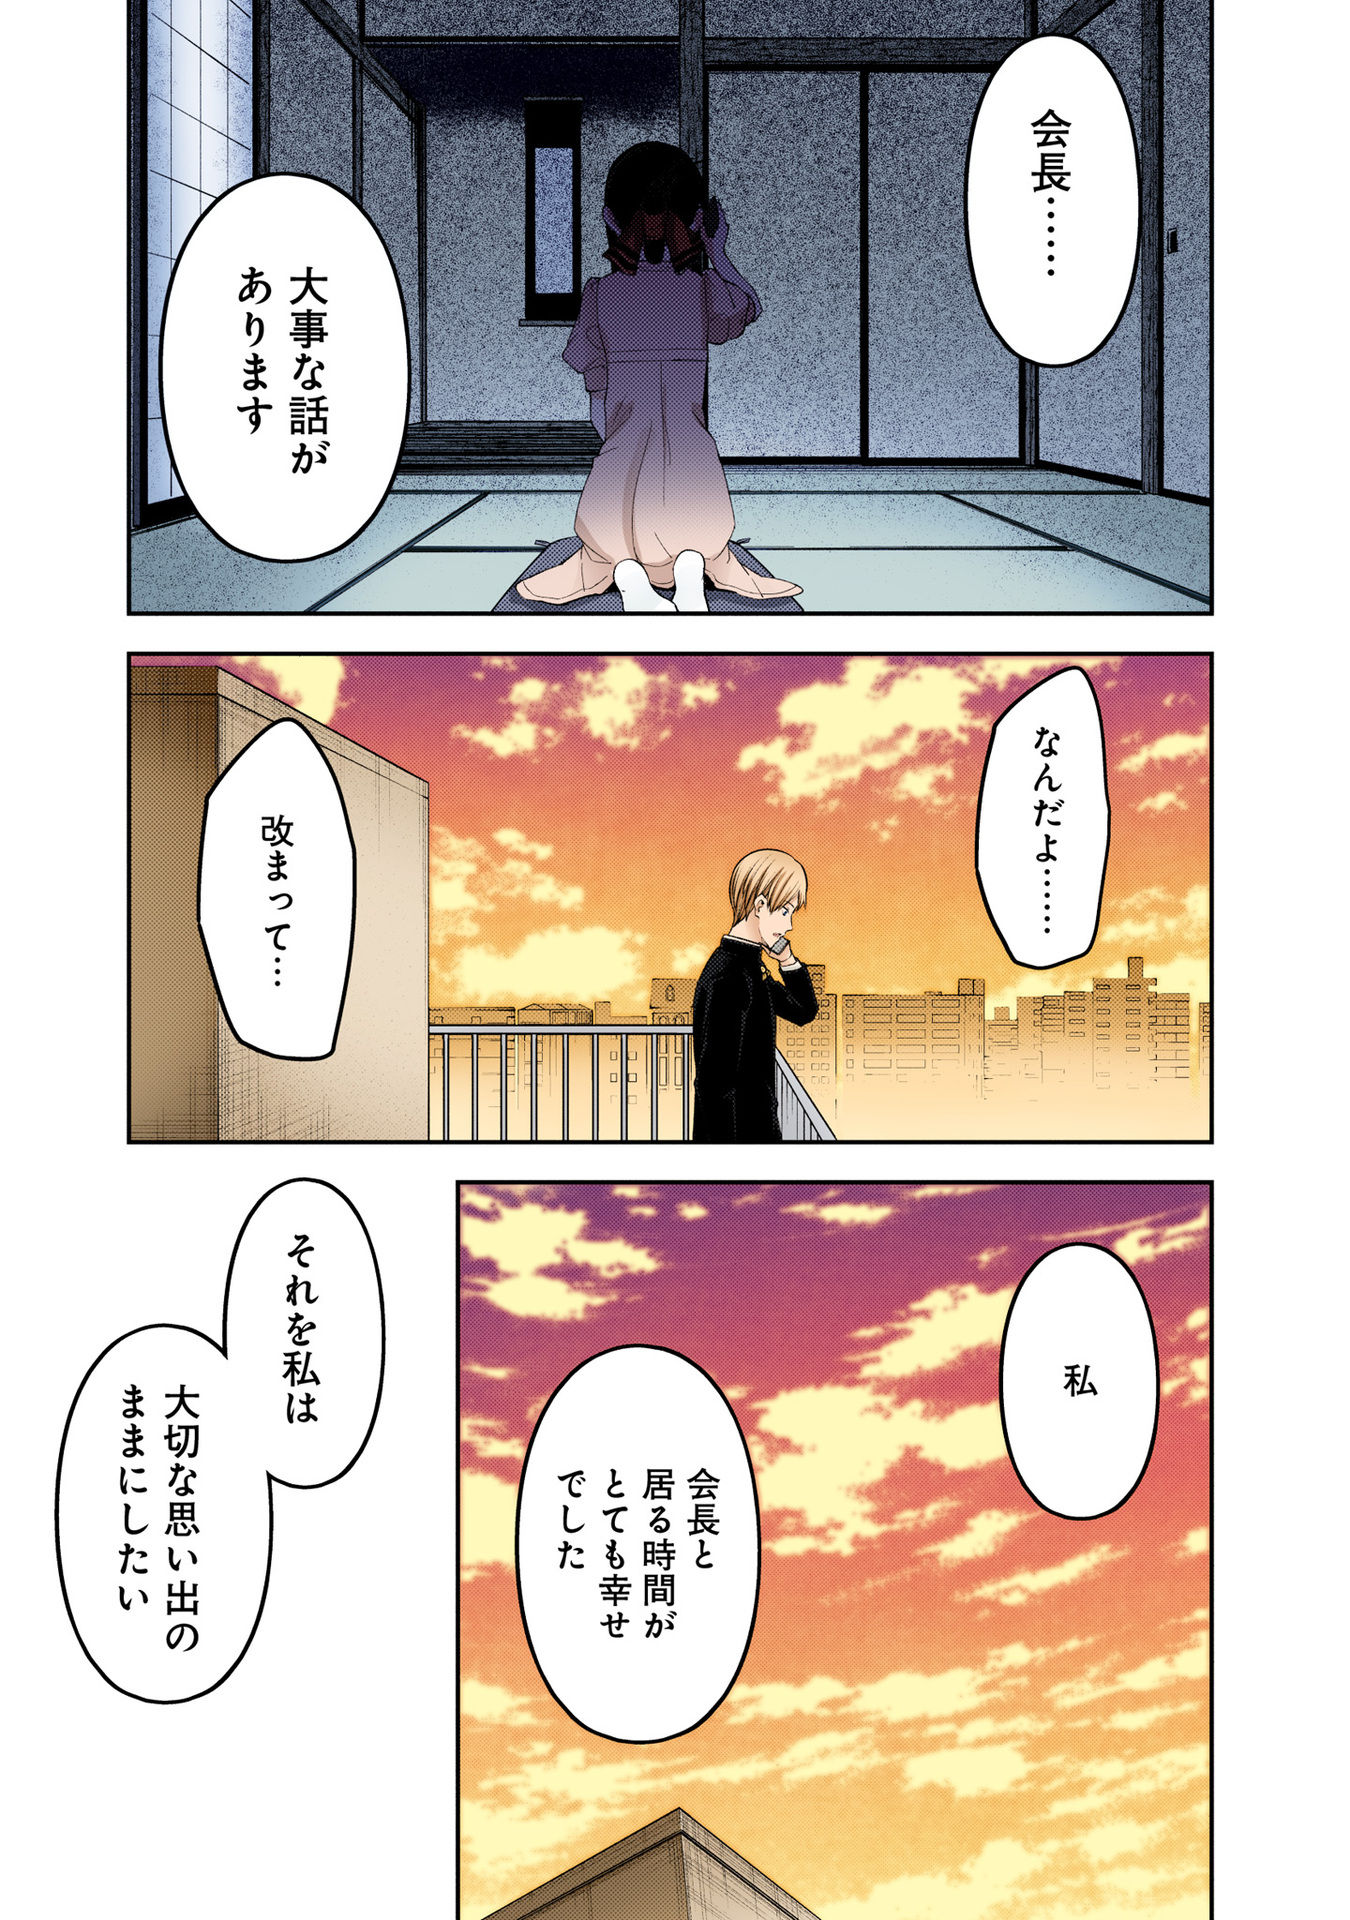 会長……
大事な話が
あります
なんだよ……
改まって…
私
会長と
居る時間が
とても幸せ
でした
それを私は
大切な思い出の
ままにしたい